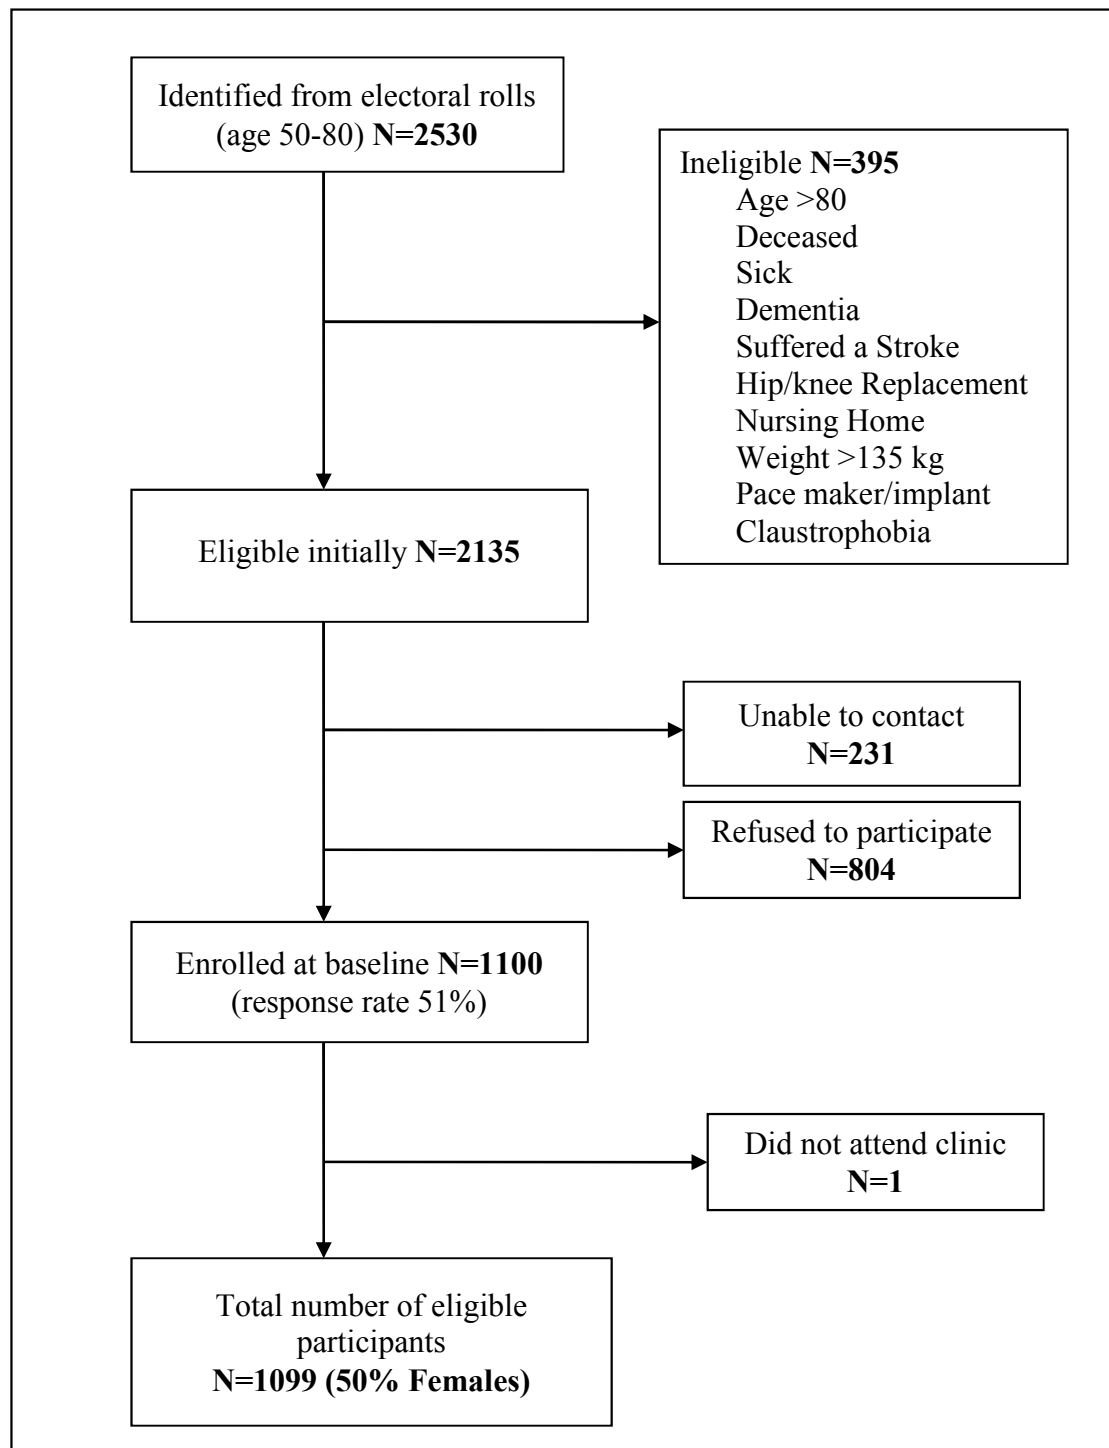 Identified from electoral rolls
(age 50-80) N=2530
Ineligible N=395
Age >80
Deceased
Sick
Dementia
Suffered a Stroke
Hip/knee Replacement
Nursing Home
Weight >135 kg
Pace maker/implant
Claustrophobia
Eligible initially N=2135
Unable to contact
N=231
Refused to participate
N=804
Enrolled at baseline N=1100
(response rate 51%)
Did not attend clinic
N=1
Total number of eligible
participants
N=1099 (50% Females)